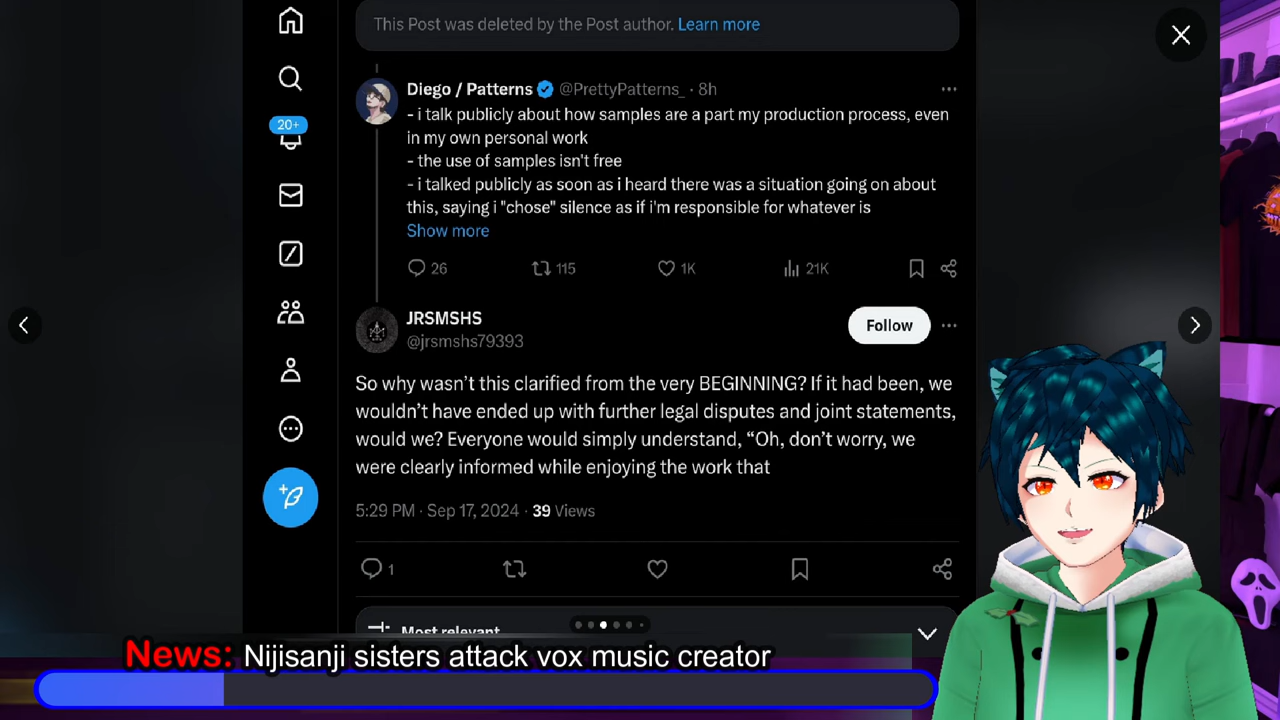 This Post was deleted by the Post author. Learn more
Diego / Patterns @PrettyPatterns_ · 8h
- i talk publicly about how samples are a part my production process, even
in my own personal work
- the use of samples isn't free
- i talked publicly as soon as i heard there was a situation going on about
this, saying i "chose" silence as if i'm responsible for whatever is
Show more
20+
26 115 1K 21K
JRSMSHS
@jrsmshs79393
Follow
So why wasn’t this clarified from the very BEGINNING? If it had been, we
wouldn’t have ended up with further legal disputes and joint statements,
would we? Everyone would simply understand, “Oh, don’t worry, we
were clearly informed while enjoying the work that
5:29 PM · Sep 17, 2024 · 39 Views
1
Most relevant
News: Nijisanji sisters attack vox music creator